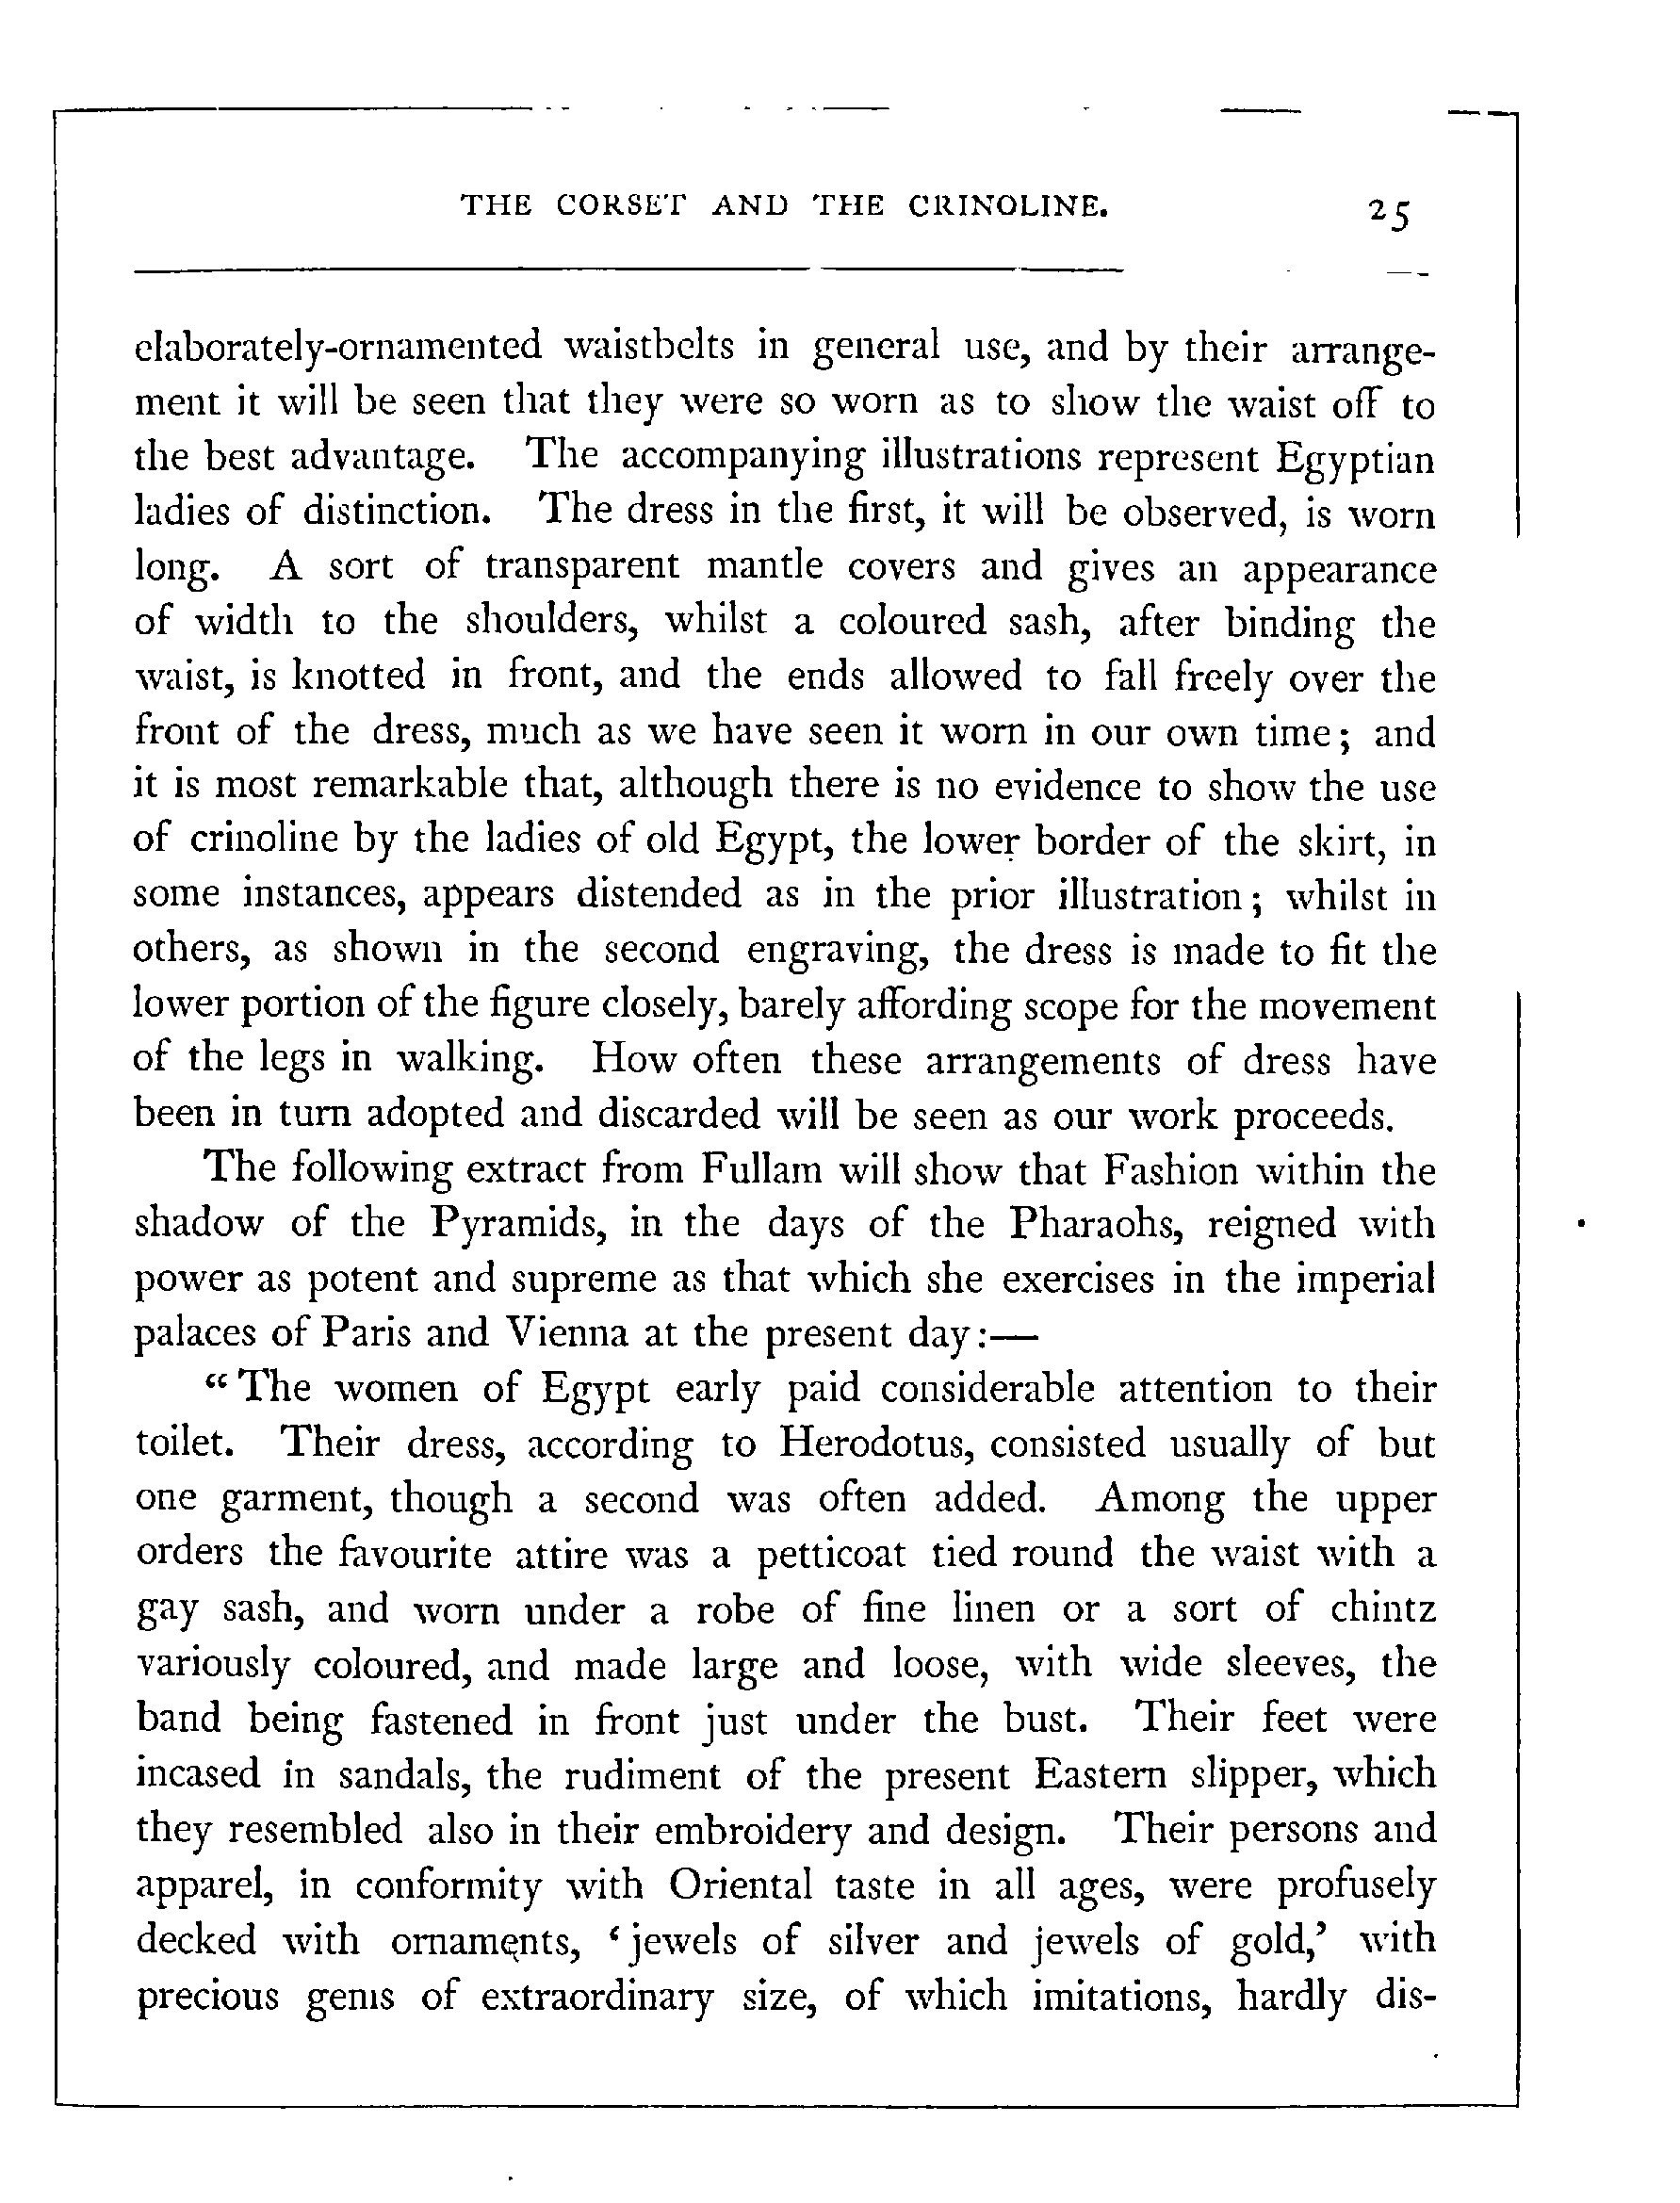 THE CORSET AND THE CRINOLINE. 25
elaborately-ornamented waistbelts in general use, and by their arrange-
ment it will be seen that they were so worn as to show the waist off to
the best advantage. The accompanying illustrations represent Egyptian
ladies of distinction. The dress in the first, it will be observed, is worn
long. A sort of transparent mantle covers and gives an appearance
of width to the shoulders, whilst a coloured sash, after binding the
waist, is knotted in front, and the ends allowed to fall freely over the
front of the dress, much as we have seen it worn in our own time; and
it is most remarkable that, although there is no evidence to show the use
of crinoline by the ladies of old Egypt, the lower border of the skirt, in
some instances, appears distended as in the prior illustration; whilst in
others, as shown in the second engraving, the dress is made to fit the
lower portion of the figure closely, barely affording scope for the movement
of the legs in walking. How often these arrangements of dress have
been in turn adopted and discarded will be seen as our work proceeds.
The following extract from Fullam will show that Fashion within the
shadow of the Pyramids, in the days of the Pharaohs, reigned with
power as potent and supreme as that which she exercises in the imperial
palaces of Paris and Vienna at the present day:—
“The women of Egypt early paid considerable attention to their
toilet. Their dress, according to Herodotus, consisted usually of but
one garment, though a second was often added. Among the upper
orders the favourite attire was a petticoat tied round the waist with a
gay sash, and worn under a robe of fine linen or a sort of chintz
variously coloured, and made large and loose, with wide sleeves, the
band being fastened in front just under the bust. Their feet were
incased in sandals, the rudiment of the present Eastern slipper, which
they resembled also in their embroidery and design. Their persons and
apparel, in conformity with Oriental taste in all ages, were profusely
decked with ornaments, ‘jewels of silver and jewels of gold,’ with
precious gems of extraordinary size, of which imitations, hardly dis-